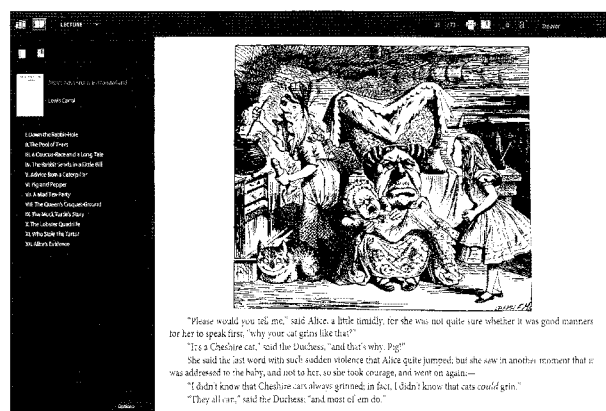 LECTURE
Lewis Carroll
I. Down the Rabbit-Hole
II. The Pool of Tears
III. A Caucus-Race and a Long Tale
IV. The Rabbit Sends in a Little Bill
V. Advice from a Caterpillar
VI. Pig and Pepper
VII. A Mad Tea-Party
VIII. The Queen's Croquet-Ground
IX. The Mock Turtle's Story
X. The Lobster Quadrille
XI. Who Stole the Tarts?
XII. Alice's Evidence
"Please would you tell me," said Alice, a little timidly, for she was not quite sure whether it was good manners
for her to speak first, "why your cat grins like that?"
"It's a Cheshire cat," said the Duchess, "and that's why. Pig!"
She said the last word with such sudden violence that Alice quite jumped; but she saw in another moment that it
was addressed to the baby, and not to her, so she took courage, and went on again:—
"I didn't know that Cheshire cats always grinned; in fact, I didn't know that cats could grin."
"They all can," said the Duchess; "and most of em do."